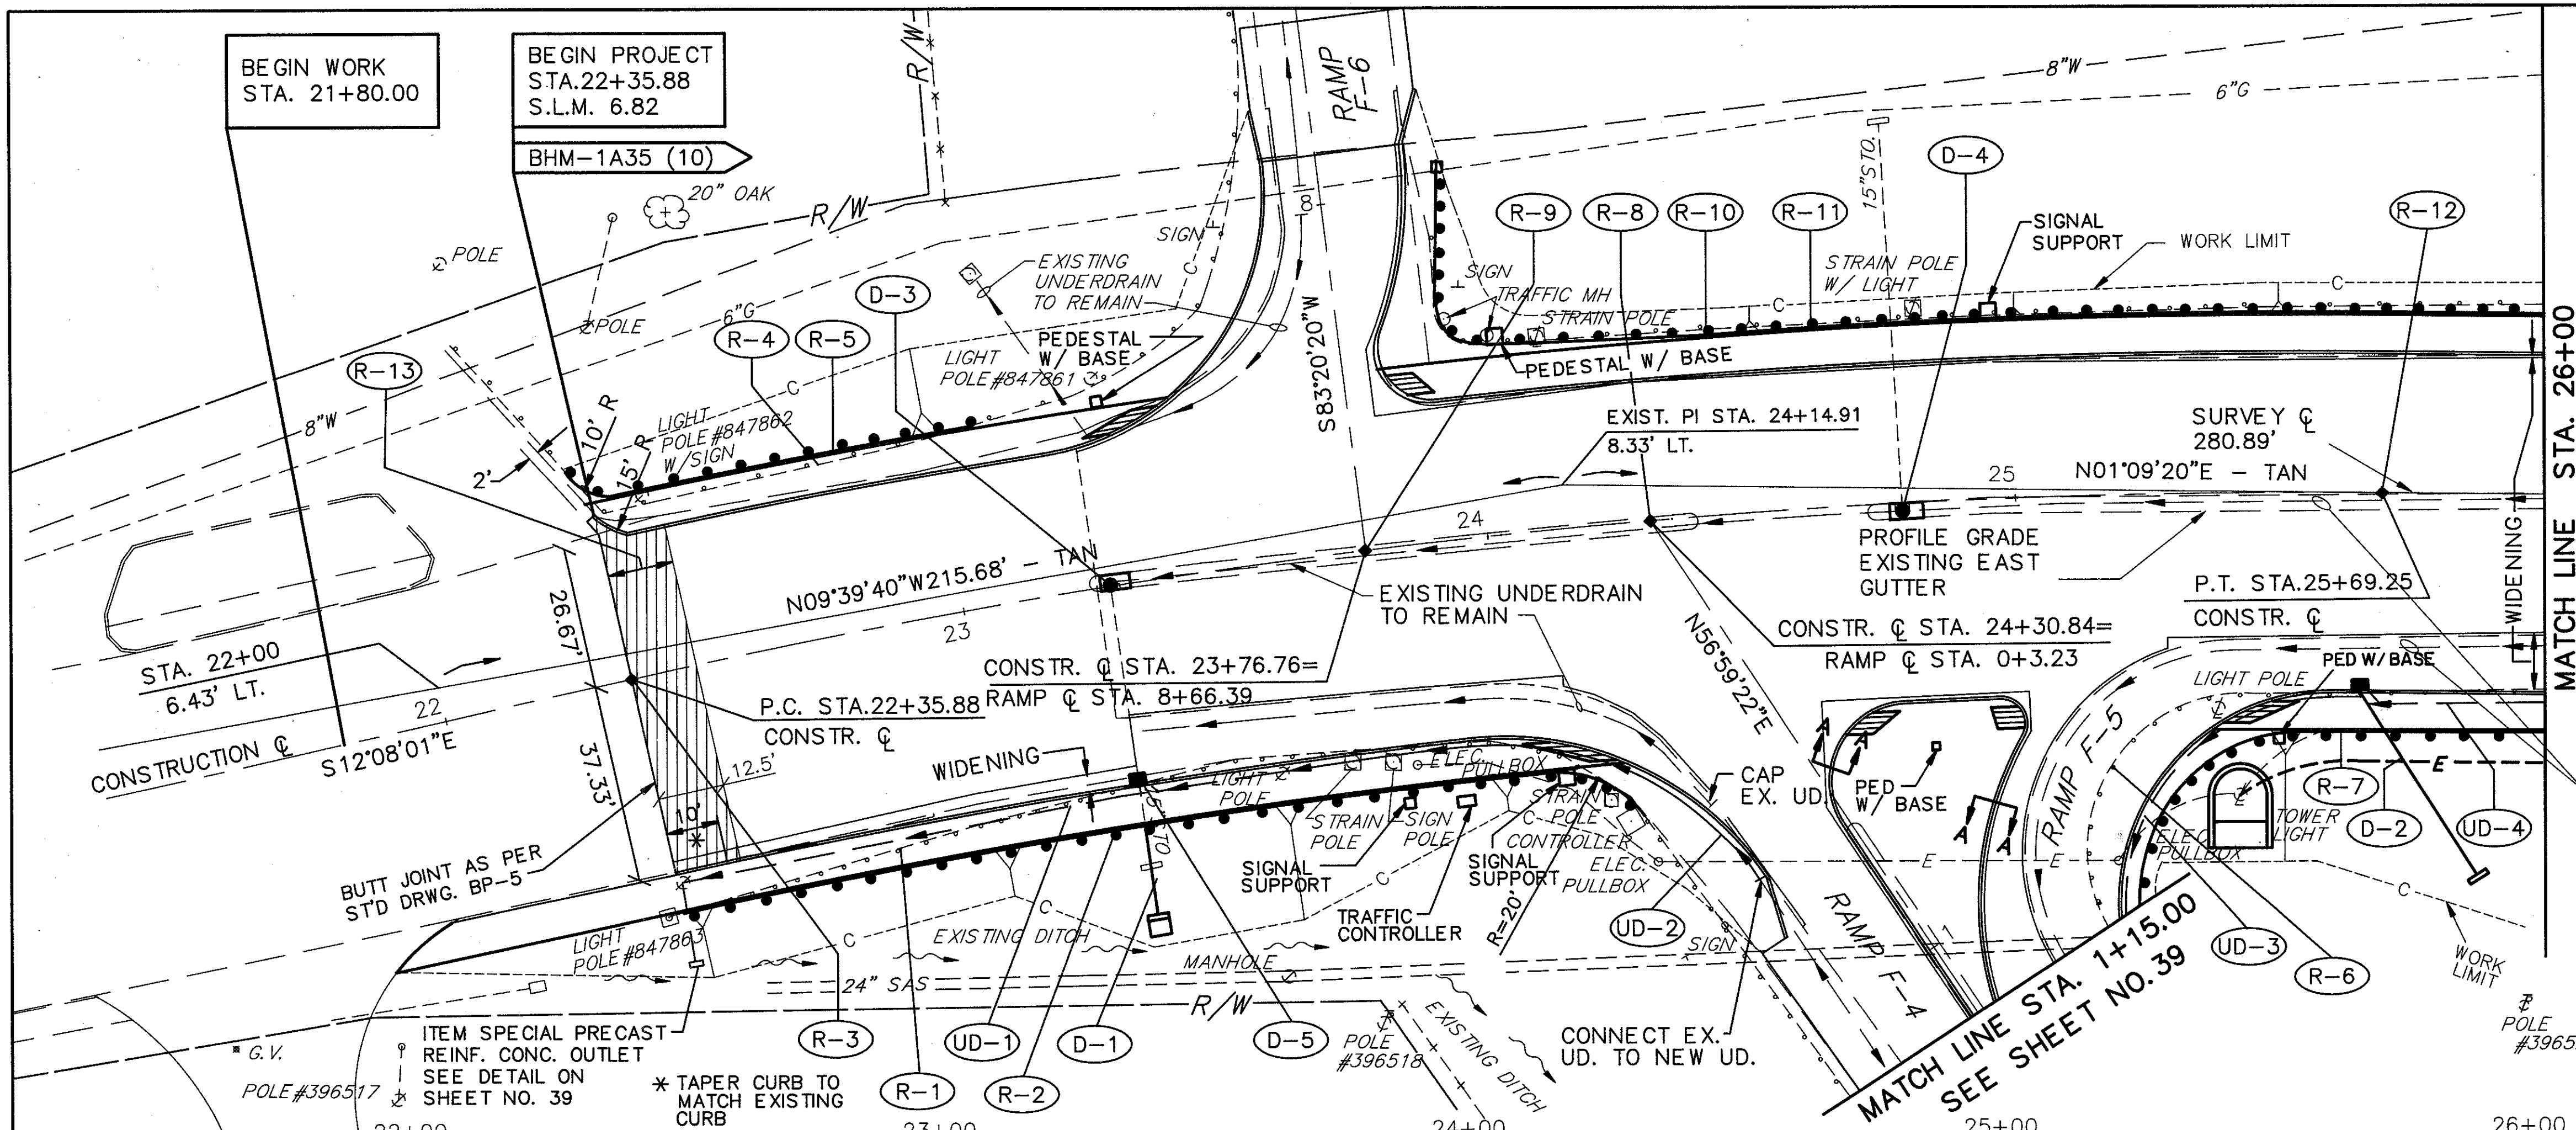 BEGIN WORK
STA. 21+80.00
BEGIN PROJECT
STA.22+35.88
S.L.M. 6.82
BHM-1A35 (10)
R/W
20" OAK
R/W
POLE
POLE
8"W
6"G
RAMP
F-6
8
S83°20'20"W
SIGN
EXISTING
UNDERDRAIN
TO REMAIN
C
PEDESTAL
W/ BASE
LIGHT
POLE #847861
D-3
R-4
R-5
R-13
C
LIGHT
POLE #847862
W/SIGN
10' R
15' R
2'
8"W
6"G
15"STO.
D-4
R-9
R-8
R-10
R-11
R-12
SIGNAL
SUPPORT
WORK LIMIT
STRAIN POLE
W/ LIGHT
SIGN
TRAFFIC MH
STRAIN POLE
C
C
PEDESTAL W/ BASE
EXIST. PI STA. 24+14.91
8.33' LT.
SURVEY ℄
280.89'
N01°09'20"E - TAN
25
24
23
22
N09°39'40"W215.68' - TAN
PROFILE GRADE
EXISTING EAST
GUTTER
WIDENING
MATCH LINE STA. 26+00
P.T. STA.25+69.25
CONSTR. ℄
EXISTING UNDERDRAIN
TO REMAIN
CONSTR. ℄ STA. 24+30.84=
RAMP ℄ STA. 0+3.23
N56°59'22"E
CONSTR. ℄ STA. 23+76.76=
RAMP ℄ STA. 8+66.39
P.C. STA.22+35.88
CONSTR. ℄
STA. 22+00
6.43' LT.
26.67'
37.33'
CONSTRUCTION ℄
S12°08'01"E
12.5'
10'
*
BUTT JOINT AS PER
ST'D DRWG. BP-5
WIDENING
LIGHT
POLE
ELEC.
PULLBOX
15" STO
STRAIN
POLE
SIGN
POLE
STRAIN
POLE
CONTROLLER
C
C
C
C
SIGNAL
SUPPORT
SIGNAL
SUPPORT
TRAFFIC
CONTROLLER
ELEC.
PULLBOX
R=20'
CAP
EX. UD.
PED
W/ BASE
A
A
A
A
RAMP F-5
LIGHT POLE
PED W/ BASE
E
R-7
D-2
UD-4
TOWER
LIGHT
ELEC
PULLBOX
E
E
C
WORK
LIMIT
UD-3
R-6
UD-2
SIGN
RAMP F-4
1
MATCH LINE STA. 1+15.00
SEE SHEET NO. 39
LIGHT
POLE #847863
EXISTING DITCH
MANHOLE
24" SAS
R/W
EXISTING DITCH
POLE
#396518
CONNECT EX.
UD. TO NEW UD.
R-3
UD-1
D-1
D-5
R-1
R-2
G.V.
POLE #396517
ITEM SPECIAL PRECAST
REINF. CONC. OUTLET
SEE DETAIL ON
SHEET NO. 39
* TAPER CURB TO
MATCH EXISTING
CURB
POLE
#3965
22+00
23+00
24+00
25+00
26+00